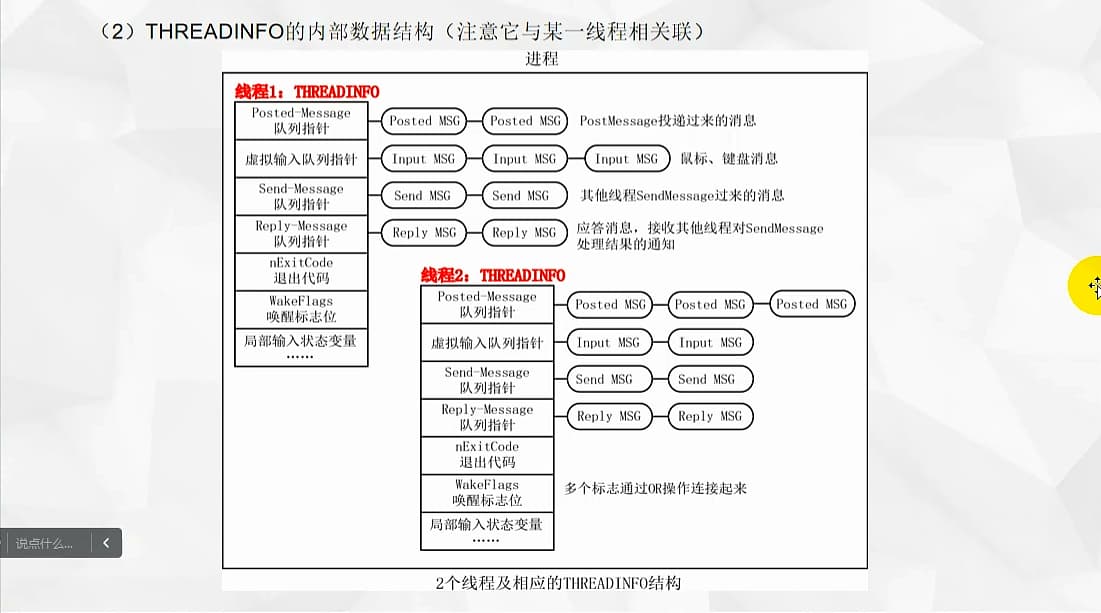 （2）THREADINFO的内部数据结构（注意它与某一线程相关联）
进程
线程1：THREADINFO
Posted-Message
队列指针
Posted MSG
Posted MSG
PostMessage投递过来的消息
虚拟输入队列指针
Input MSG
Input MSG
Input MSG
鼠标、键盘消息
Send-Message
队列指针
Send MSG
Send MSG
其他线程SendMessage过来的消息
Reply-Message
队列指针
Reply MSG
Reply MSG
应答消息，接收其他线程对SendMessage
处理结果的通知
nExitCode
退出代码
WakeFlags
唤醒标志位
局部输入状态变量
……
线程2：THREADINFO
Posted-Message
队列指针
Posted MSG
Posted MSG
Posted MSG
虚拟输入队列指针
Input MSG
Input MSG
Send-Message
队列指针
Send MSG
Send MSG
Reply-Message
队列指针
Reply MSG
Reply MSG
nExitCode
退出代码
WakeFlags
唤醒标志位
多个标志通过OR操作连接起来
局部输入状态变量
……
说点什么...
2个线程及相应的THREADINFO结构